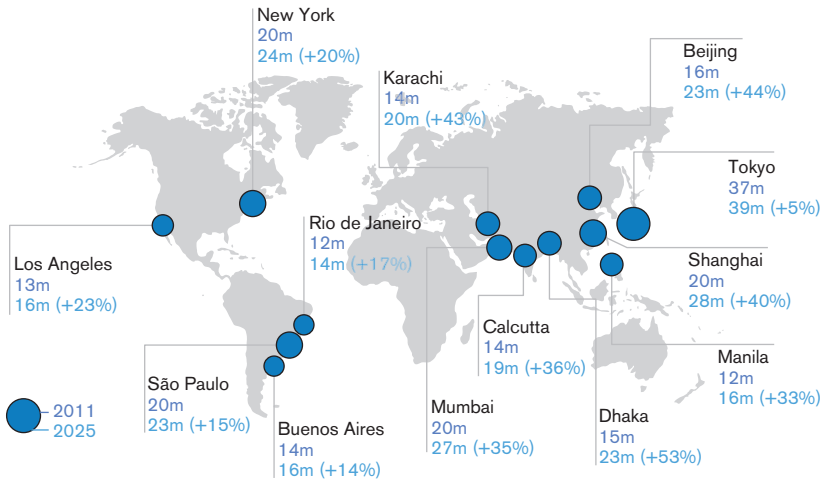 New York
20m
24m (+20%)
Karachi
14m
20m (+43%)
Beijing
16m
23m (+44%)
Tokyo
37m
39m (+5%)
Rio de Janeiro
12m
14m (+17%)
Los Angeles
13m
16m (+23%)
Shanghai
20m
28m (+40%)
Calcutta
14m
19m (+36%)
Manila
12m
16m (+33%)
São Paulo
20m
23m (+15%)
Mumbai
20m
27m (+35%)
Dhaka
15m
23m (+53%)
Buenos Aires
14m
16m (+14%)
2011
2025